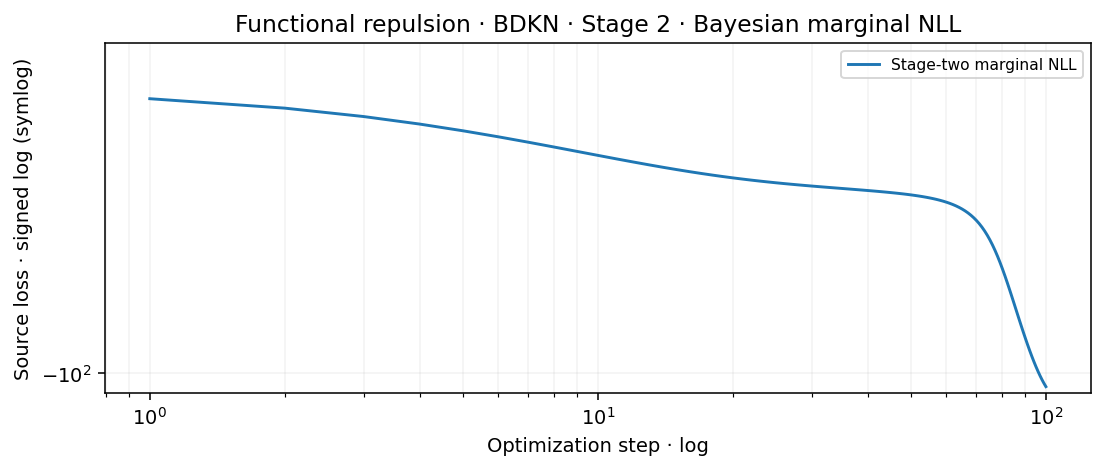 Functional repulsion · BDKN · Stage 2 · Bayesian marginal NLL
Stage-two marginal NLL
Source loss · signed log (symlog)
−10²
10⁰
10¹
10²
Optimization step · log